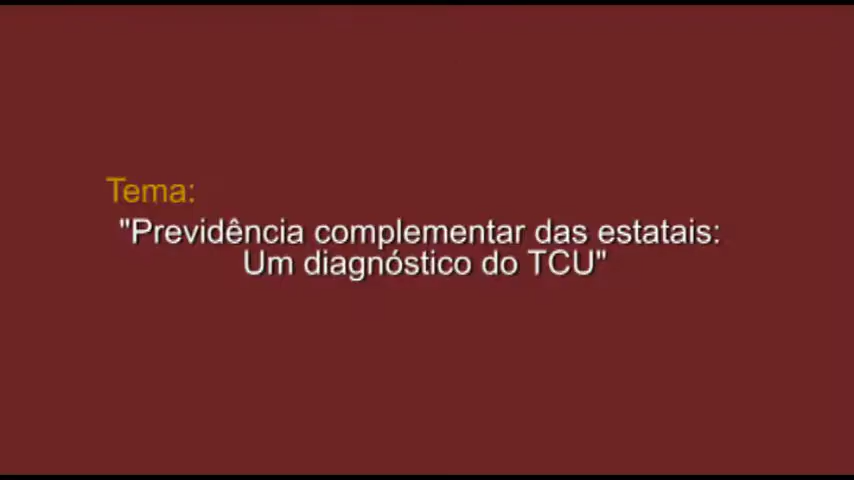 Tema:
"Previdência complementar das estatais:
Um diagnóstico do TCU"